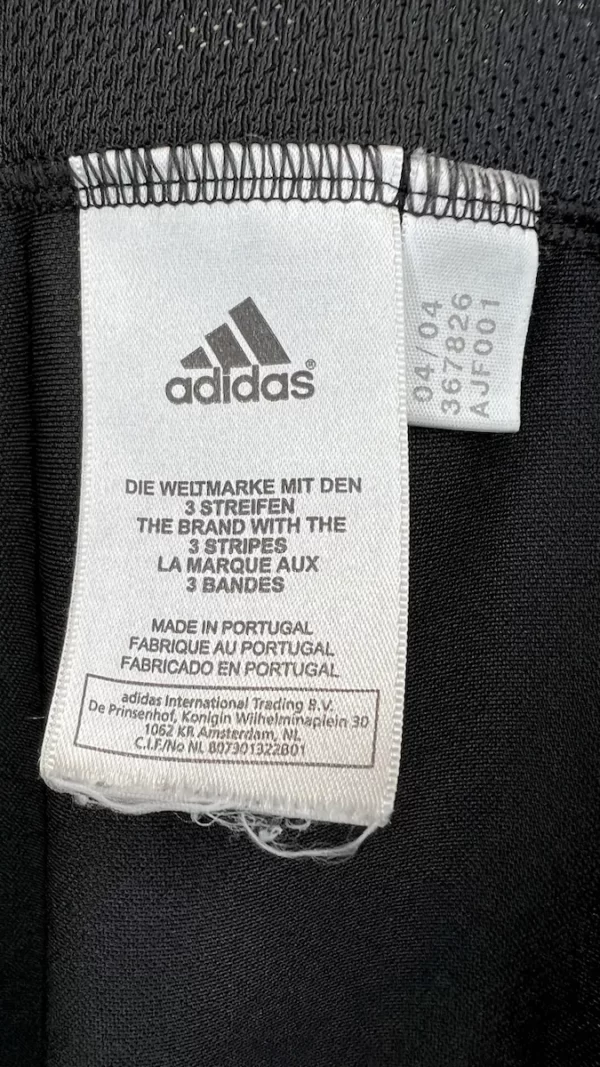 adidas®
DIE WELTMARKE MIT DEN
3 STREIFEN
THE BRAND WITH THE
3 STRIPES
LA MARQUE AUX
3 BANDES
MADE IN PORTUGAL
FABRIQUE AU PORTUGAL
FABRICADO EN PORTUGAL
adidas International Trading B.V.
De Prinsenhof, Konigin Wilhelminaplein 30
1062 KR Amsterdam, NL
C.I.F/No NL 807301322B01
04/04
367826
AJF001